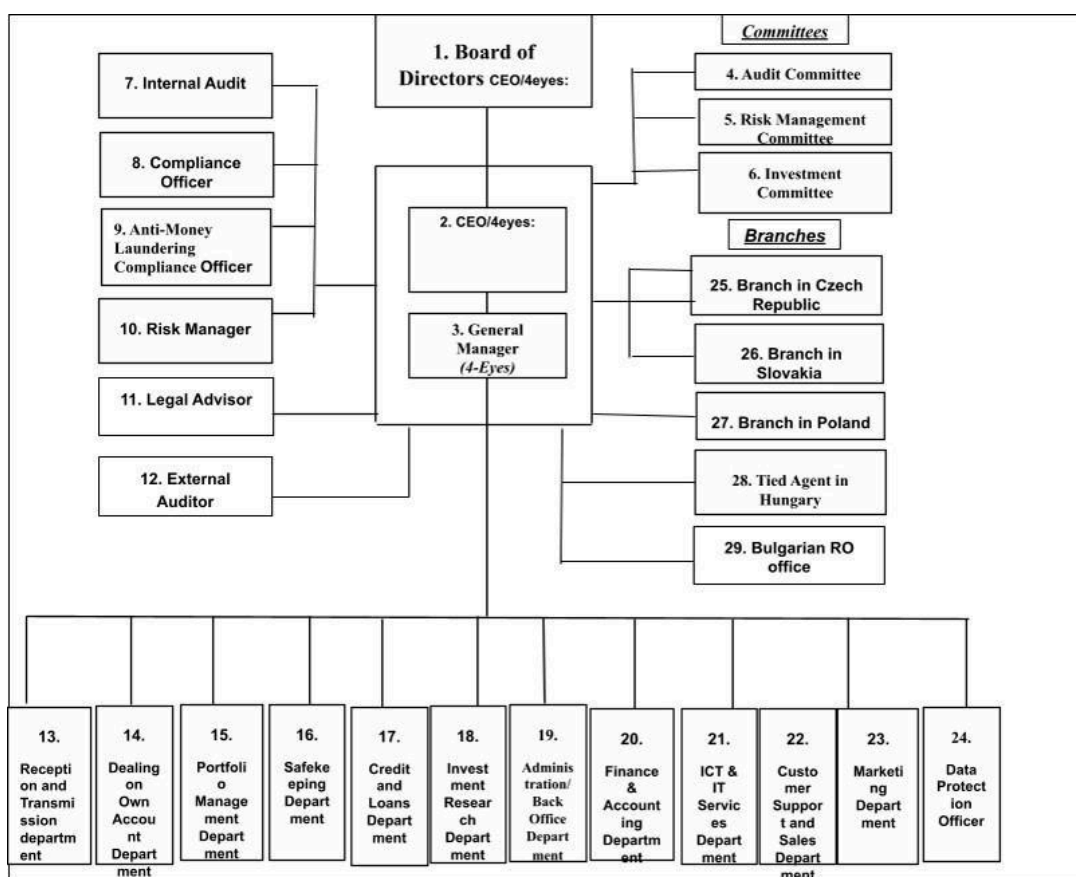 1. Board of
Directors CEO/4eyes:
Committees
4. Audit Committee
5. Risk Management
Committee
6. Investment
Committee
7. Internal Audit
8. Compliance
Officer
9. Anti-Money
Laundering
Compliance Officer
10. Risk Manager
11. Legal Advisor
12. External
Auditor
2. CEO/4eyes:
3. General
Manager
(4-Eyes)
Branches
25. Branch in Czech
Republic
26. Branch in
Slovakia
27. Branch in Poland
28. Tied Agent in
Hungary
29. Bulgarian RO
office
13.
Recepti
on and
Transmi
ssion
departm
ent
14.
Dealing
on
Own
Accou
nt
Depart
ment
15.
Portfoli
o
Manage
ment
Depart
ment
16.
Safeke
eping
Depart
ment
17.
Credit
and
Loans
Depart
ment
18.
Invest
ment
Resear
ch
Depart
ment
19.
Adminis
tration/
Back
Office
Depart
ment
20.
Finance
&
Account
ing
Departm
ent
21.
ICT &
IT
Servic
es
Depart
ment
22.
Custo
mer
Suppor
t and
Sales
Depart
ment
23.
Marketi
ng
Depart
ment
24.
Data
Protect
ion
Officer